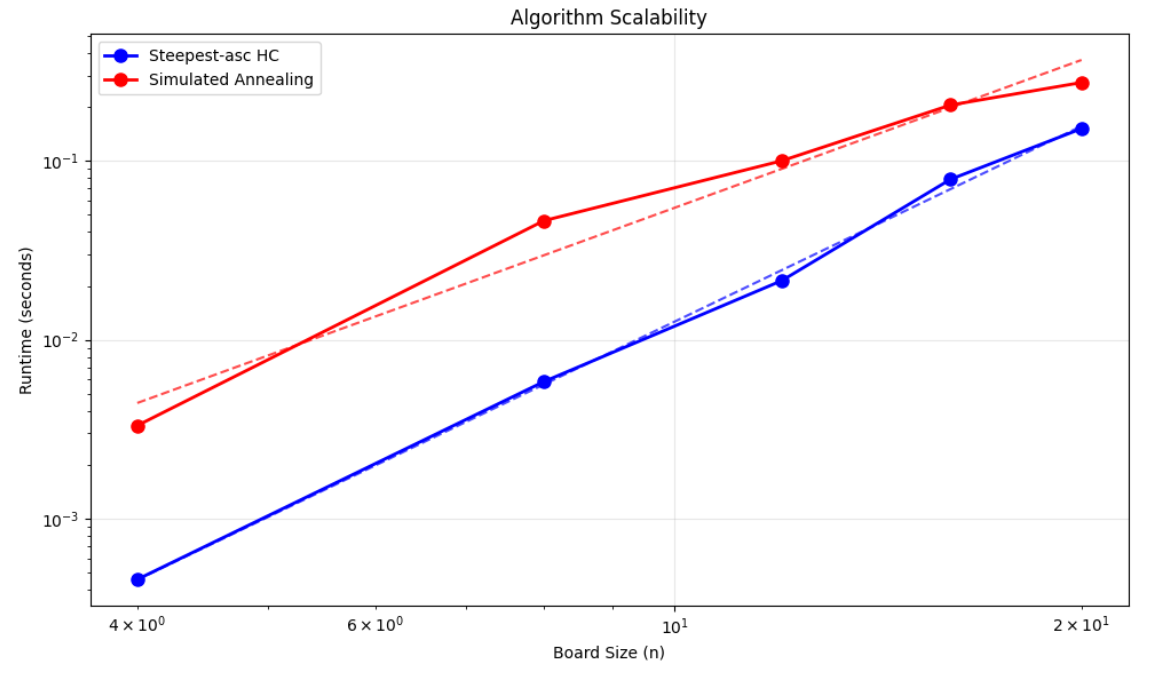 Algorithm Scalability
Steepest-asc HC
Simulated Annealing
10⁻¹
10⁻²
10⁻³
Runtime (seconds)
4 × 10⁰
6 × 10⁰
10¹
2 × 10¹
Board Size (n)